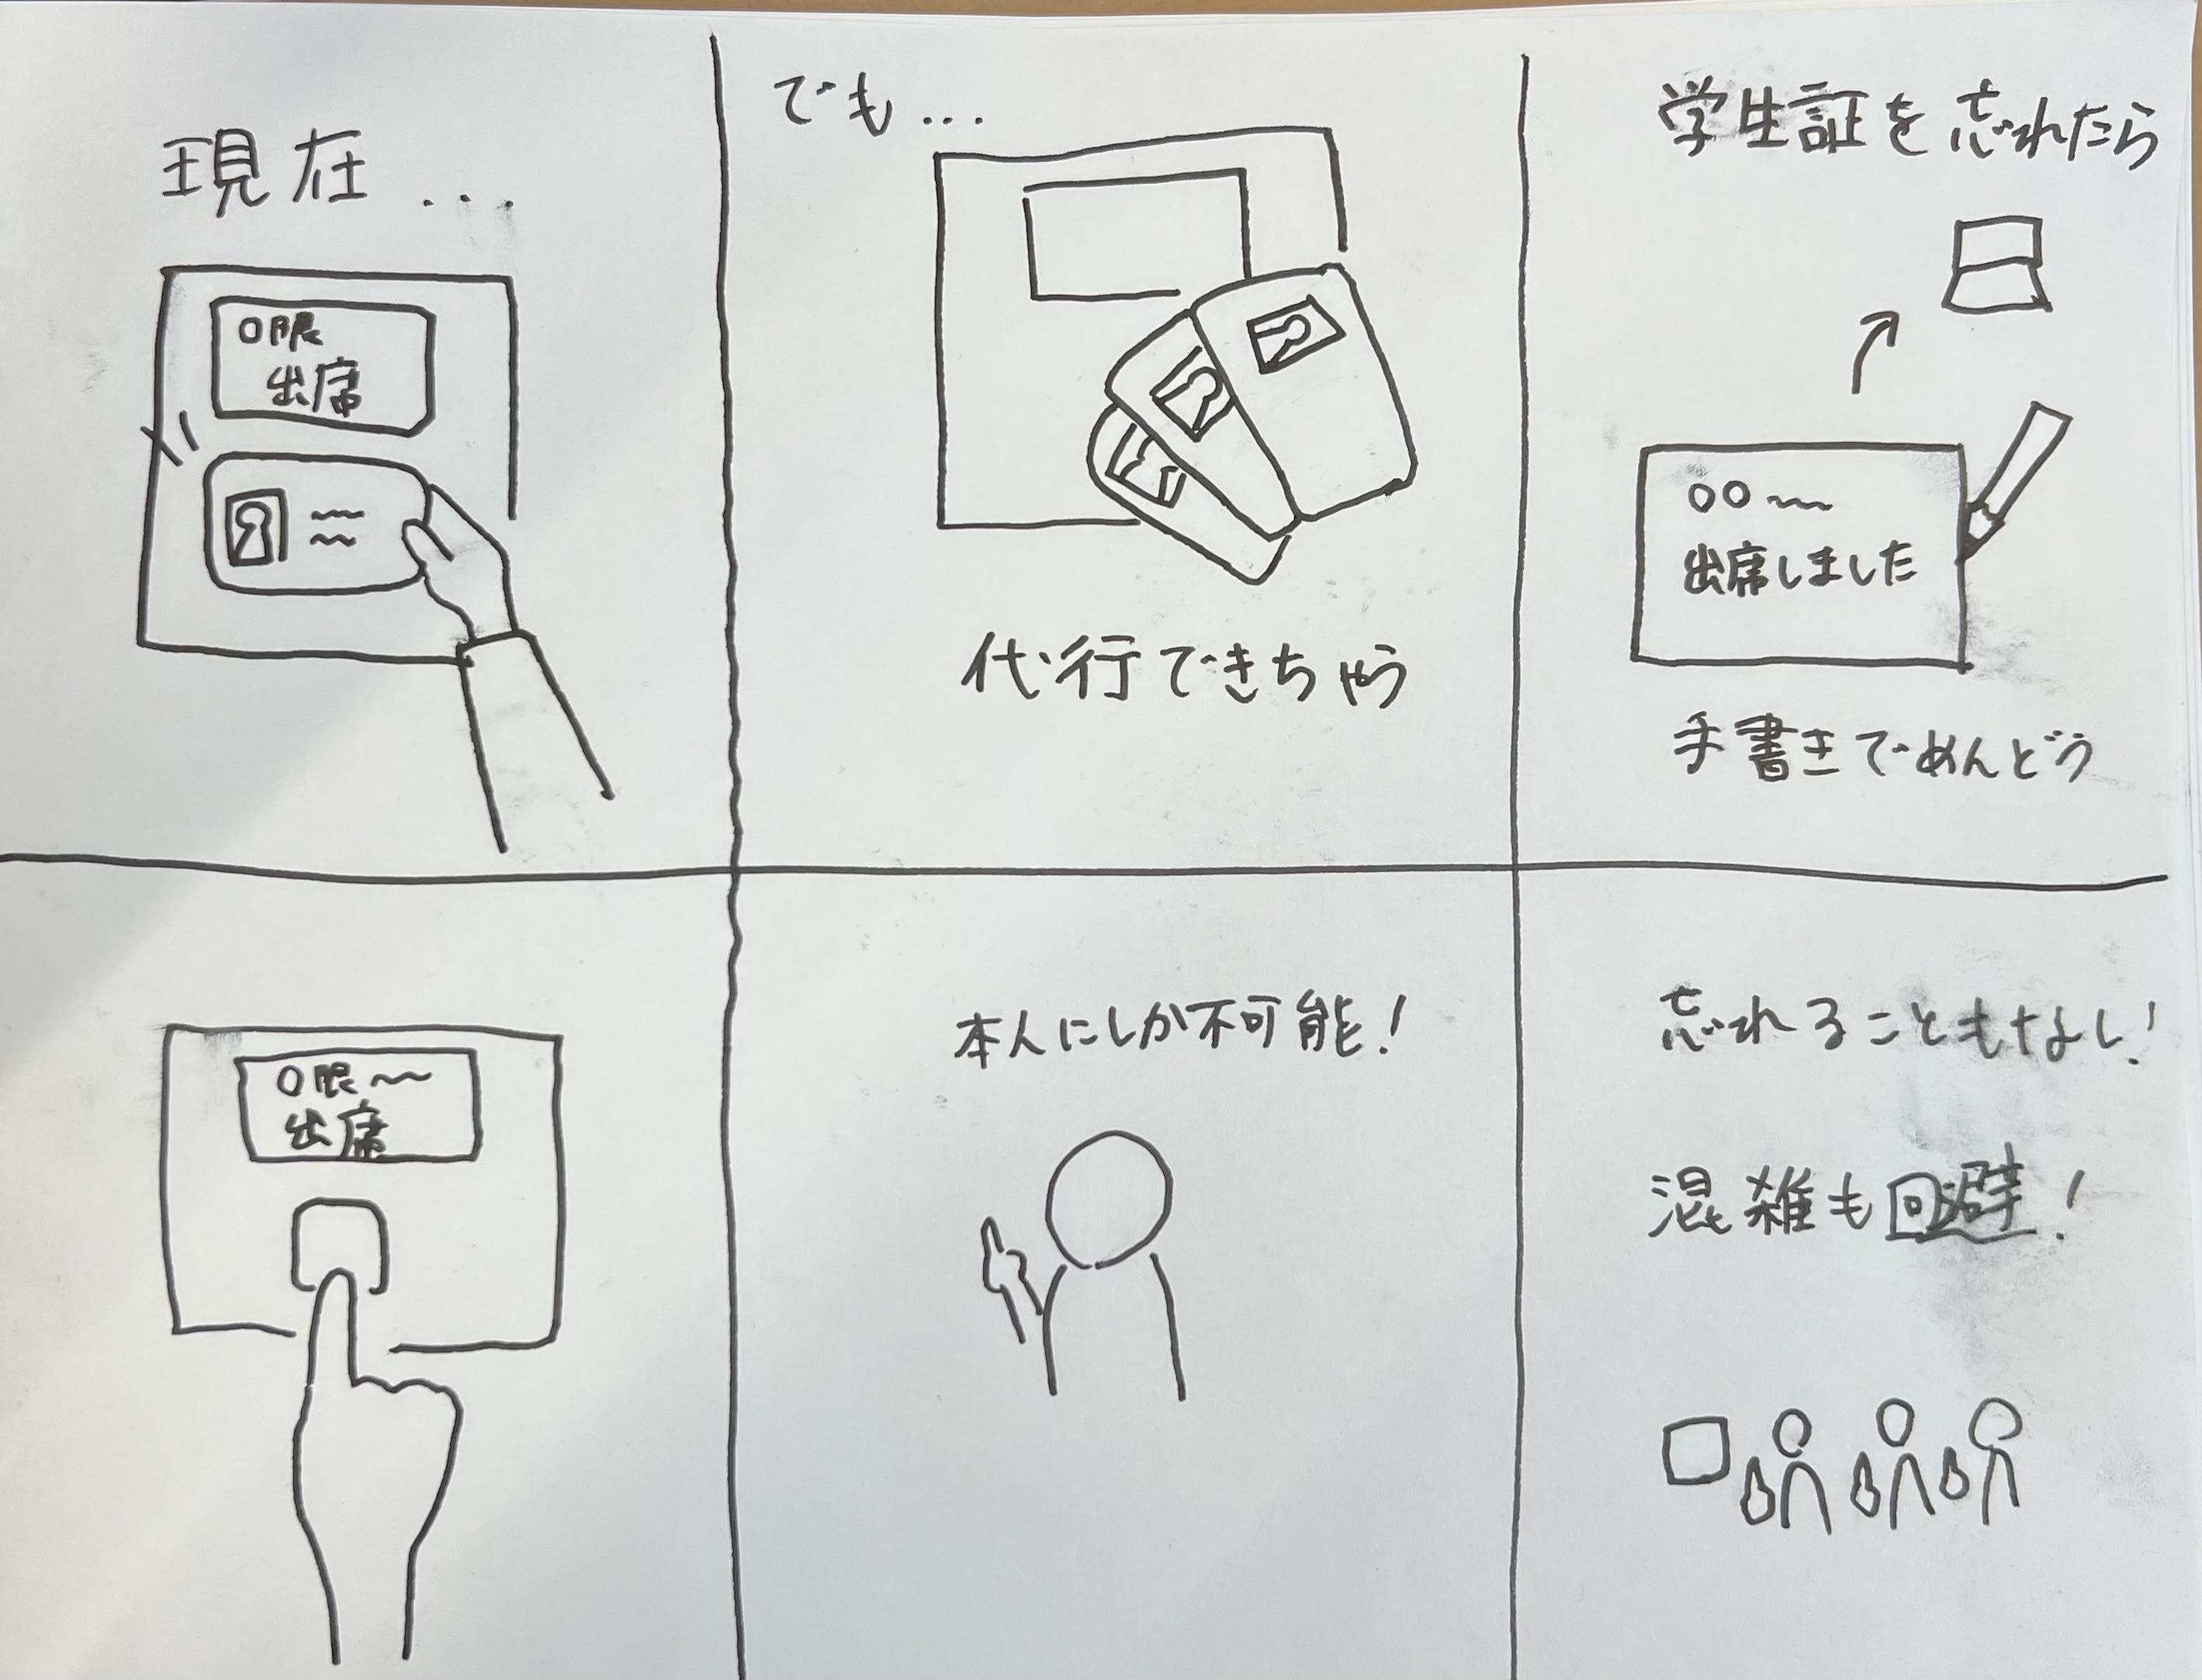 現在...
○限
出席
でも...
代行できちゃう
学生証を忘れたら
○○〜
出席しました
手書きでめんどう
○限〜
出席
本人にしか不可能!
忘れることもなし!
混雑も回避!